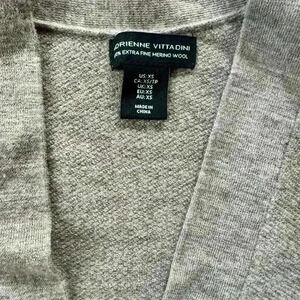 ADRIENNE VITTADINI
EXTRA FINE MERINO WOOL
US:XS
CA:XS/TP
UK:XS
EU:XS
AU:XS
MADE IN
CHINA